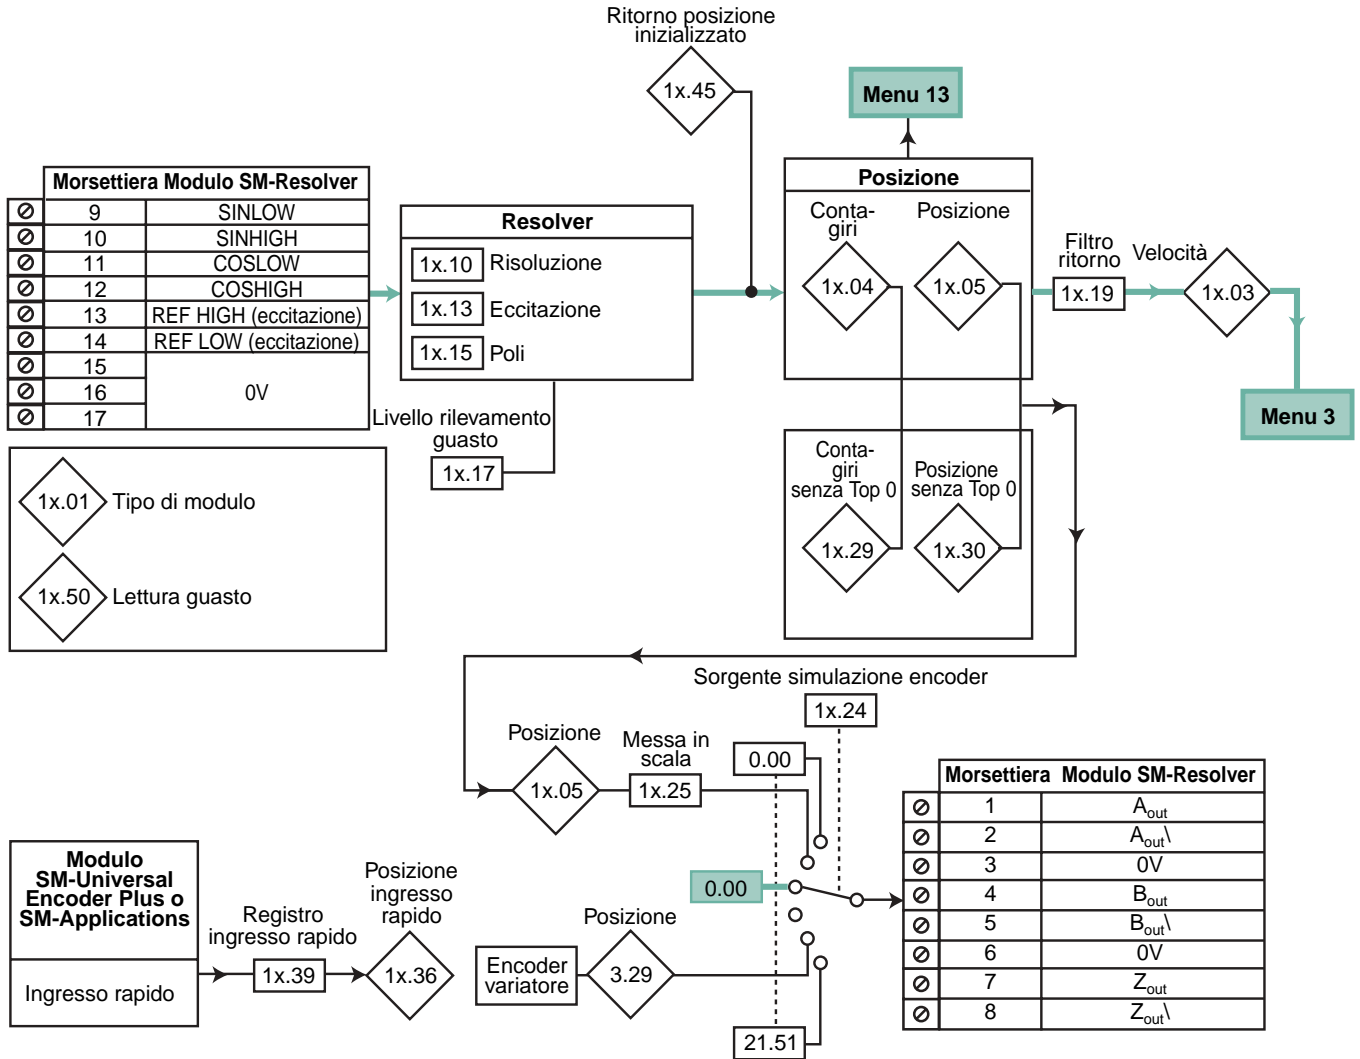 Ritorno posizione
inizializzato
1x.45
Menu 13
Morsettiera Modulo SM-Resolver
9 SINLOW
10 SINHIGH
11 COSLOW
12 COSHIGH
13 REF HIGH (eccitazione)
14 REF LOW (eccitazione)
15
16 0V
17
Resolver
1x.10 Risoluzione
1x.13 Eccitazione
1x.15 Poli
Livello rilevamento
guasto
1x.17
Posizione
Conta-
giri
1x.04
Posizione
1x.05
Filtro
ritorno
1x.19
Velocità
1x.03
Menu 3
Conta-
giri
senza Top 0
1x.29
Posizione
senza Top 0
1x.30
1x.01 Tipo di modulo
1x.50 Lettura guasto
Sorgente simulazione encoder
1x.24
Posizione
1x.05
Messa in
scala
1x.25
0.00
0.00
Modulo
SM-Universal
Encoder Plus o
SM-Applications
Ingresso rapido
Registro
ingresso rapido
1x.39
Posizione
ingresso
rapido
1x.36
Encoder
variatore
Posizione
3.29
21.51
Morsettiera Modulo SM-Resolver
1 Aout
2 Aout\
3 0V
4 Bout
5 Bout\
6 0V
7 Zout
8 Zout\